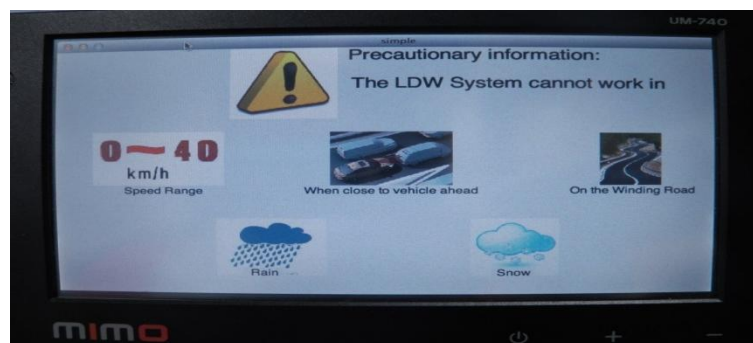 UM-740
simple
Precautionary information:
The LDW System cannot work in
0~40
km/h
Speed Range
When close to vehicle ahead
On the Winding Road
Rain
Snow
mimo